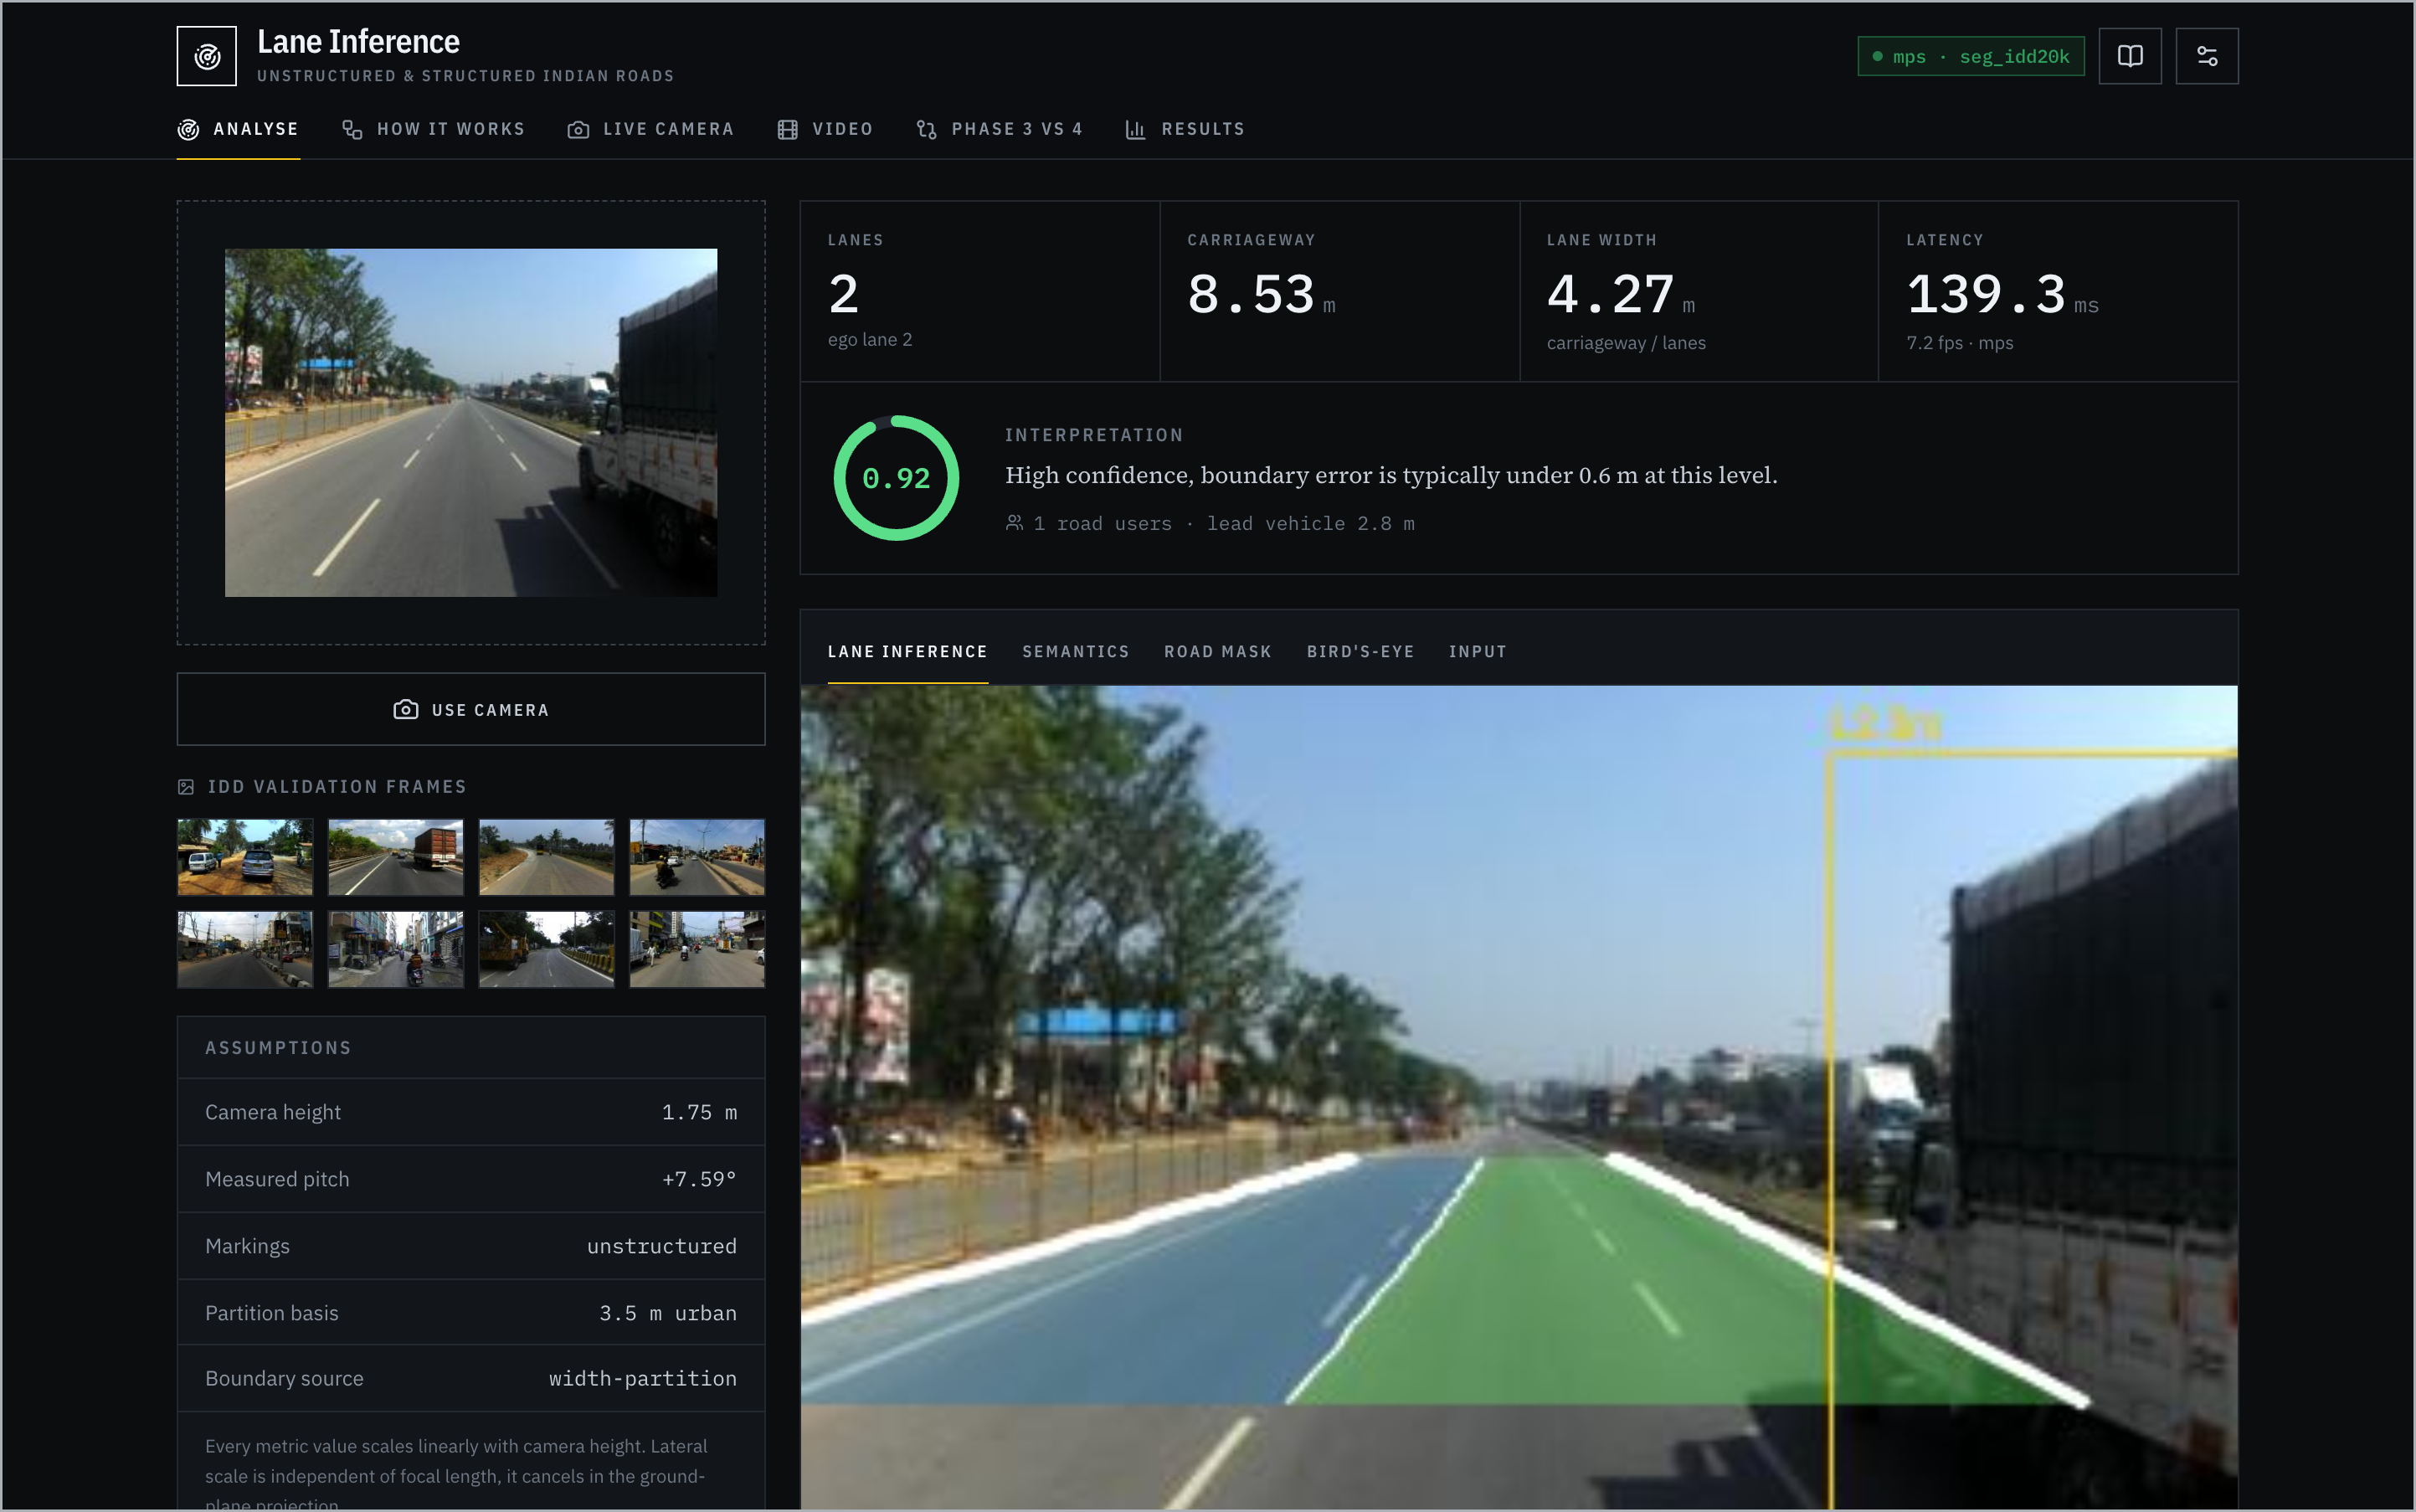 Lane Inference
UNSTRUCTURED & STRUCTURED INDIAN ROADS
mps · seg_idd20k
ANALYSE
HOW IT WORKS
LIVE CAMERA
VIDEO
PHASE 3 VS 4
RESULTS
LANES
2
ego lane 2
CARRIAGEWAY
8.53 m
LANE WIDTH
4.27 m
carriageway / lanes
LATENCY
139.3 ms
7.2 fps · mps
0.92
INTERPRETATION
High confidence, boundary error is typically under 0.6 m at this level.
1 road users · lead vehicle 2.8 m
USE CAMERA
IDD VALIDATION FRAMES
ASSUMPTIONS
Camera height 1.75 m
Measured pitch +7.59°
Markings unstructured
Partition basis 3.5 m urban
Boundary source width-partition
Every metric value scales linearly with camera height. Lateral
scale is independent of focal length, it cancels in the ground-
plane projection.
LANE INFERENCE
SEMANTICS
ROAD MASK
BIRD'S-EYE
INPUT